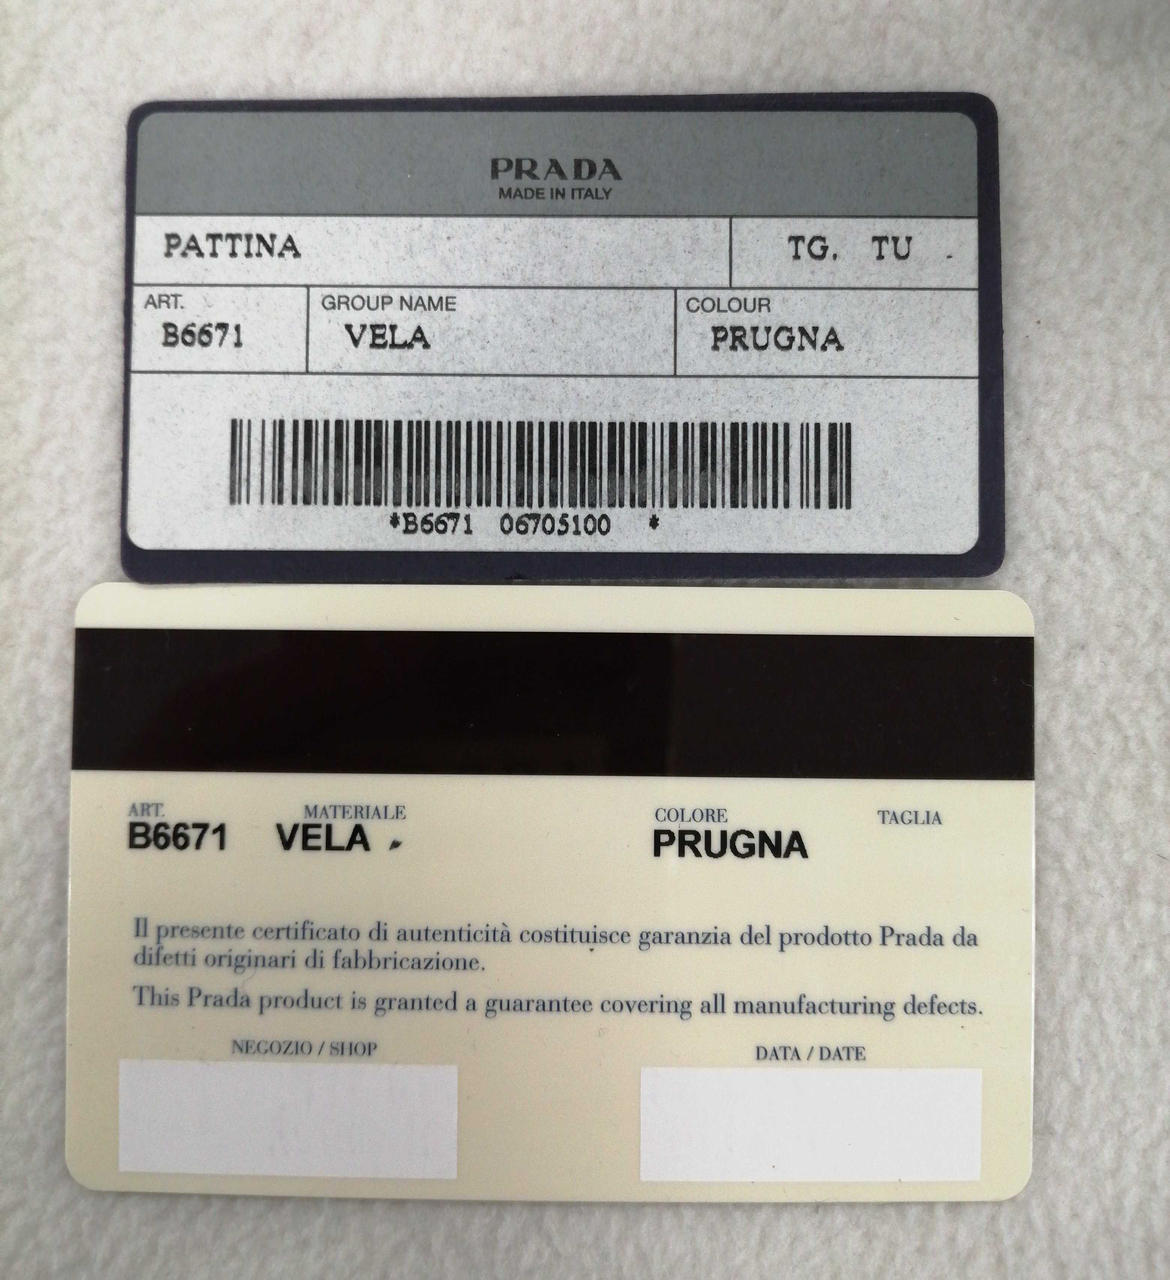 PRADA
MADE IN ITALY
PATTINA TG. TU
ART. GROUP NAME COLOUR
B6671 VELA PRUGNA
*B6671 06705100 *
ART. MATERIALE COLORE TAGLIA
B6671 VELA PRUGNA
Il presente certificato di autenticità costituisce garanzia del prodotto Prada da
difetti originari di fabbricazione.
This Prada product is granted a guarantee covering all manufacturing defects.
NEGOZIO / SHOP DATA / DATE